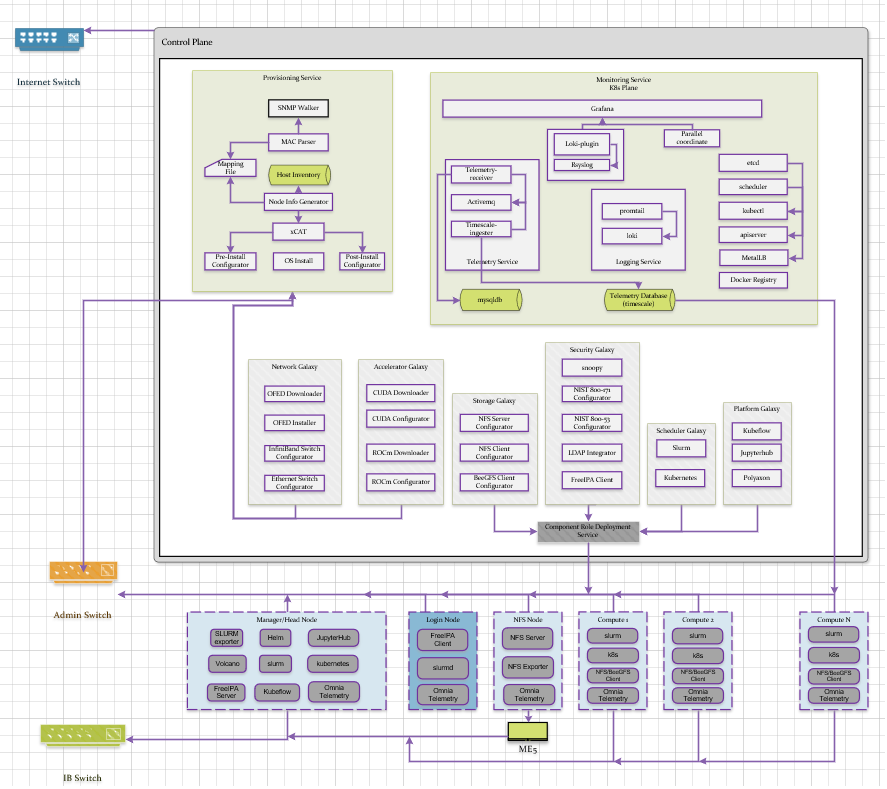 Control Plane
Internet Switch
Provisioning Service
SNMP Walker
MAC Parser
Mapping
File
Host Inventory
Node Info Generator
xCAT
Pre-Install
Configurator
OS Install
Post-Install
Configurator
Monitoring Service
K8s Plane
Grafana
Loki-plugin
Rsyslog
Parallel
coordinate
Telemetry-
receiver
Activemq
Timescale-
ingester
Telemetry Service
promtail
loki
Logging Service
etcd
scheduler
kubectl
apiserver
MetalLB
Docker Registry
mysqldb
Telemetry Database
(timescale)
Network Galaxy
OFED Downloader
OFED Installer
InfiniBand Switch
Configurator
Ethernet Switch
Configurator
Accelerator Galaxy
CUDA Downloader
CUDA Configurator
ROCm Downloader
ROCm Configurator
Storage Galaxy
NFS Server
Configurator
NFS Client
Configurator
BeeGFS Client
Configurator
Security Galaxy
snoopy
NIST 800-171
Configurator
NIST 800-53
Configurator
LDAP Integrator
FreeIPA Client
Scheduler Galaxy
Slurm
Kubernetes
Platform Galaxy
Kubeflow
Jupyterhub
Polyaxon
Component Role Deployment
Service
Admin Switch
Manager/Head Node
SLURM
exporter
Helm
JupyterHub
Volcano
slurm
kubernetes
FreeIPA
Server
Kubeflow
Omnia
Telemetry
Login Node
FreeIPA
Client
slurmd
Omnia
Telemetry
NFS Node
NFS Server
NFS Exporter
Omnia
Telemetry
Compute 1
slurm
k8s
NFS/BeeGFS
Client
Omnia
Telemetry
Compute 2
slurm
k8s
NFS/BeeGFS
Client
Omnia
Telemetry
Compute N
slurm
k8s
NFS/BeeGFS
Client
Omnia
Telemetry
ME5
IB Switch